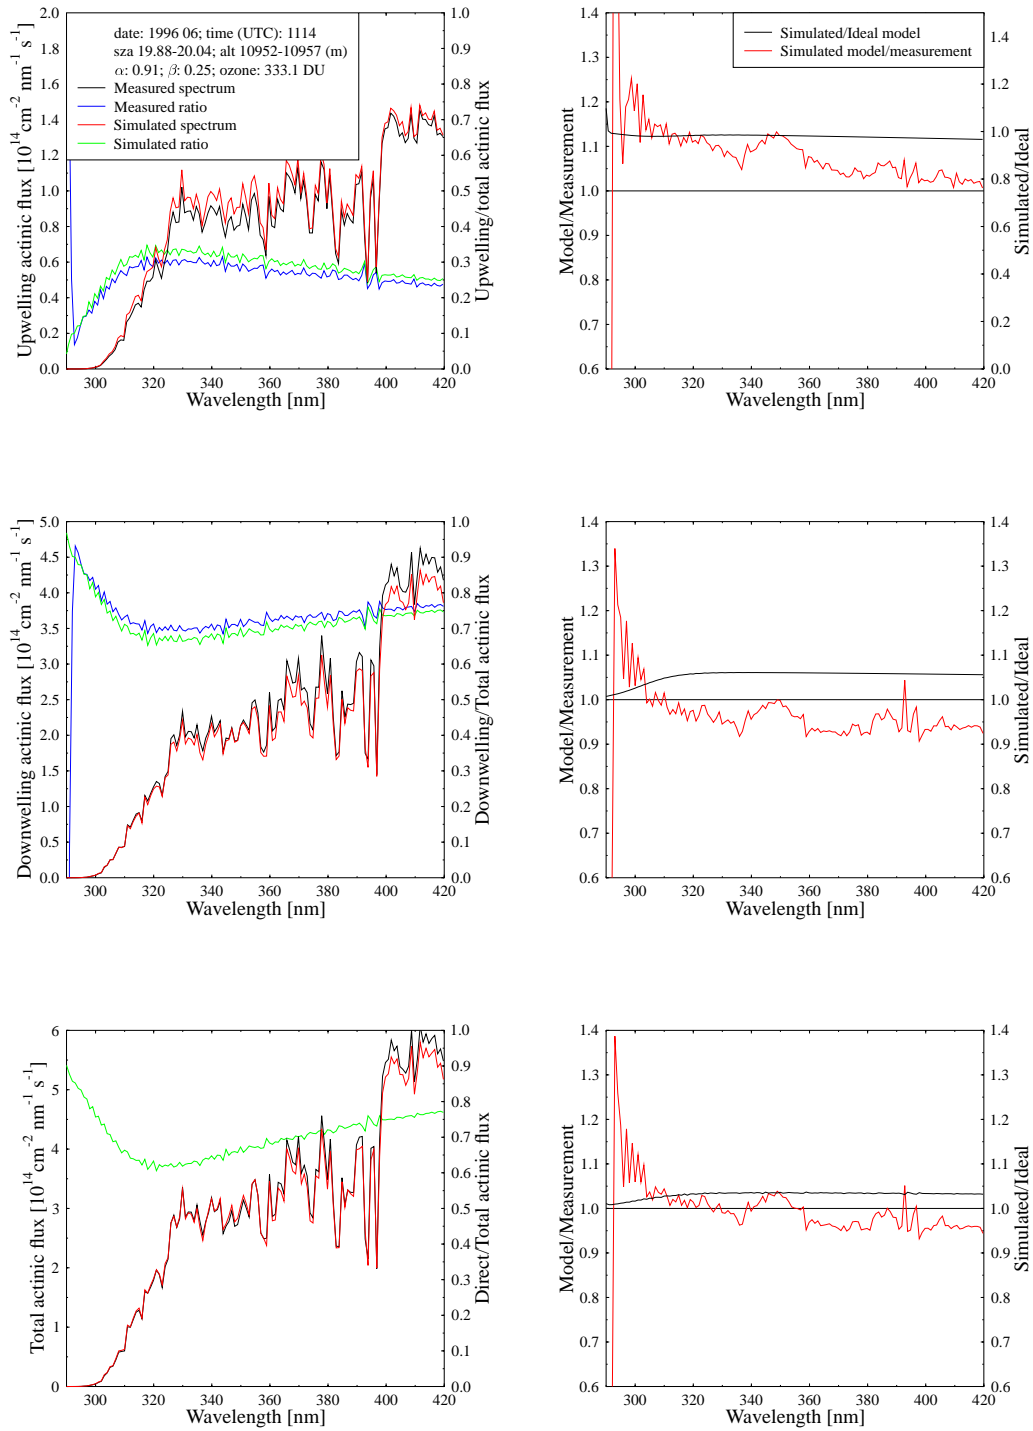 date: 1996 06; time (UTC): 1114
sza 19.88-20.04; alt 10952-10957 (m)
α: 0.91; β: 0.25; ozone: 333.1 DU
Measured spectrum
Measured ratio
Simulated spectrum
Simulated ratio
Upwelling actinic flux [10^14 cm^-2 nm^-1 s^-1]
0.0 0.2 0.4 0.6 0.8 1.0 1.2 1.4 1.6 1.8 2.0
300 320 340 360 380 400 420
Wavelength [nm]
0.0 0.1 0.2 0.3 0.4 0.5 0.6 0.7 0.8 0.9 1.0
Upwelling/total actinic flux
Simulated/Ideal model
Simulated model/measurement
Model/Measurement
0.6 0.7 0.8 0.9 1.0 1.1 1.2 1.3 1.4
300 320 340 360 380 400 420
Wavelength [nm]
0.0 0.2 0.4 0.6 0.8 1.0 1.2 1.4
Simulated/Ideal
Downwelling actinic flux [10^14 cm^-2 nm^-1 s^-1]
0.0 0.5 1.0 1.5 2.0 2.5 3.0 3.5 4.0 4.5 5.0
300 320 340 360 380 400 420
Wavelength [nm]
0.0 0.1 0.2 0.3 0.4 0.5 0.6 0.7 0.8 0.9 1.0
Downwelling/Total actinic flux
Model/Measurement
0.6 0.7 0.8 0.9 1.0 1.1 1.2 1.3 1.4
300 320 340 360 380 400 420
Wavelength [nm]
0.6 0.7 0.8 0.9 1.0 1.1 1.2 1.3 1.4
Simulated/Ideal
Total actinic flux [10^14 cm^-2 nm^-1 s^-1]
0 1 2 3 4 5 6
300 320 340 360 380 400 420
Wavelength [nm]
0.0 0.1 0.2 0.3 0.4 0.5 0.6 0.7 0.8 0.9 1.0
Direct/Total actinic flux
Model/Measurement
0.6 0.7 0.8 0.9 1.0 1.1 1.2 1.3 1.4
300 320 340 360 380 400 420
Wavelength [nm]
0.6 0.7 0.8 0.9 1.0 1.1 1.2 1.3 1.4
Simulated/Ideal